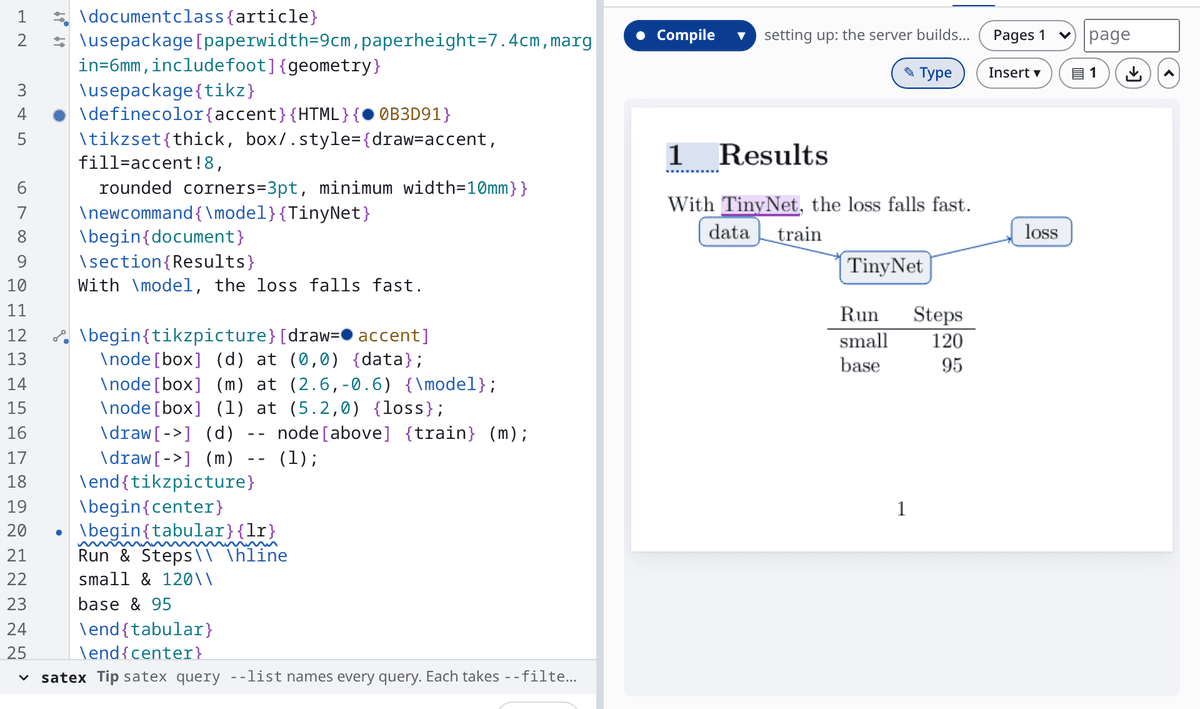 1 \documentclass{article}
2 \usepackage[paperwidth=9cm,paperheight=7.4cm,marg
in=6mm,includefoot]{geometry}
3 \usepackage{tikz}
4 \definecolor{accent}{HTML}{0B3D91}
5 \tikzset{thick, box/.style={draw=accent,
fill=accent!8,
6 rounded corners=3pt, minimum width=10mm}}
7 \newcommand{\model}{TinyNet}
8 \begin{document}
9 \section{Results}
10 With \model, the loss falls fast.
11
12 \begin{tikzpicture}[draw=accent]
13 \node[box] (d) at (0,0) {data};
14 \node[box] (m) at (2.6,-0.6) {\model};
15 \node[box] (l) at (5.2,0) {loss};
16 \draw[->] (d) -- node[above] {train} (m);
17 \draw[->] (m) -- (l);
18 \end{tikzpicture}
19 \begin{center}
20 \begin{tabular}{lr}
21 Run & Steps\\ \hline
22 small & 120\\
23 base & 95
24 \end{tabular}
25 \end{center}
satex Tip satex query --list names every query. Each takes --filte...
Compile ▼ setting up: the server builds... Pages 1 page
✎ Type Insert ▾ 1
1 Results
With TinyNet, the loss falls fast.
data train loss
TinyNet
Run Steps
small 120
base 95
1